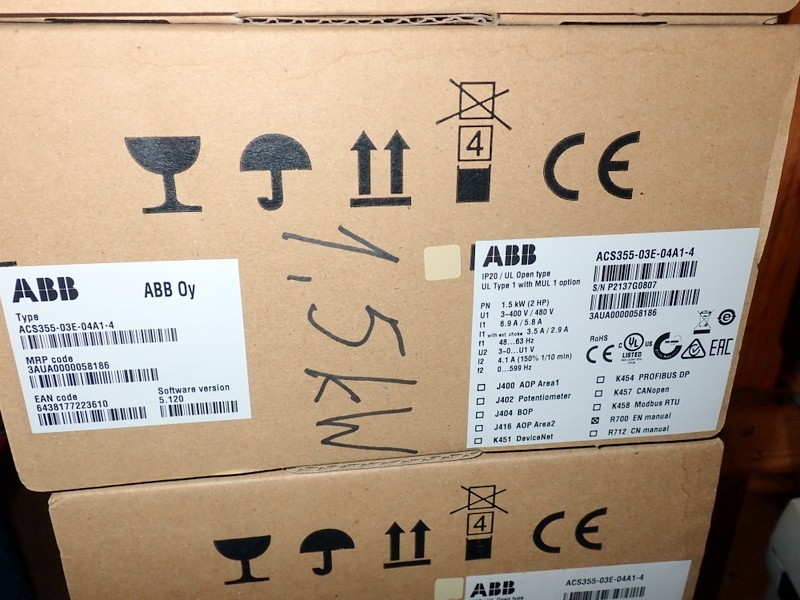 4
CE
1.5kW
ABB ABB Oy
Type
ACS355-03E-04A1-4
MRP code
3AUA0000058186
EAN code
6438177223610
Software version
5.120
ABB
ACS355-03E-04A1-4
IP20 / UL Open type
UL Type 1 with MUL 1 option
S/N P2137G0807
3AUA0000058186
PN 1.5 kW (2 HP)
U1 3~400 V / 480 V
I1 6.9 A / 5.8 A
I1 with ext. choke 3.5 A / 2.9 A
f1 48...63 Hz
U2 3~0...U1 V
I2 4.1 A (150% 1/10 min)
f2 0...599 Hz
RoHS
CE
c UL US
LISTED
EAC
J400 AOP Area1
J402 Potentiometer
J404 BOP
J416 AOP Area2
K451 DeviceNet
K454 PROFIBUS DP
K457 CANopen
K458 Modbus RTU
R700 EN manual
R712 CN manual
4
CE
ABB
ACS355-03E-04A1-4